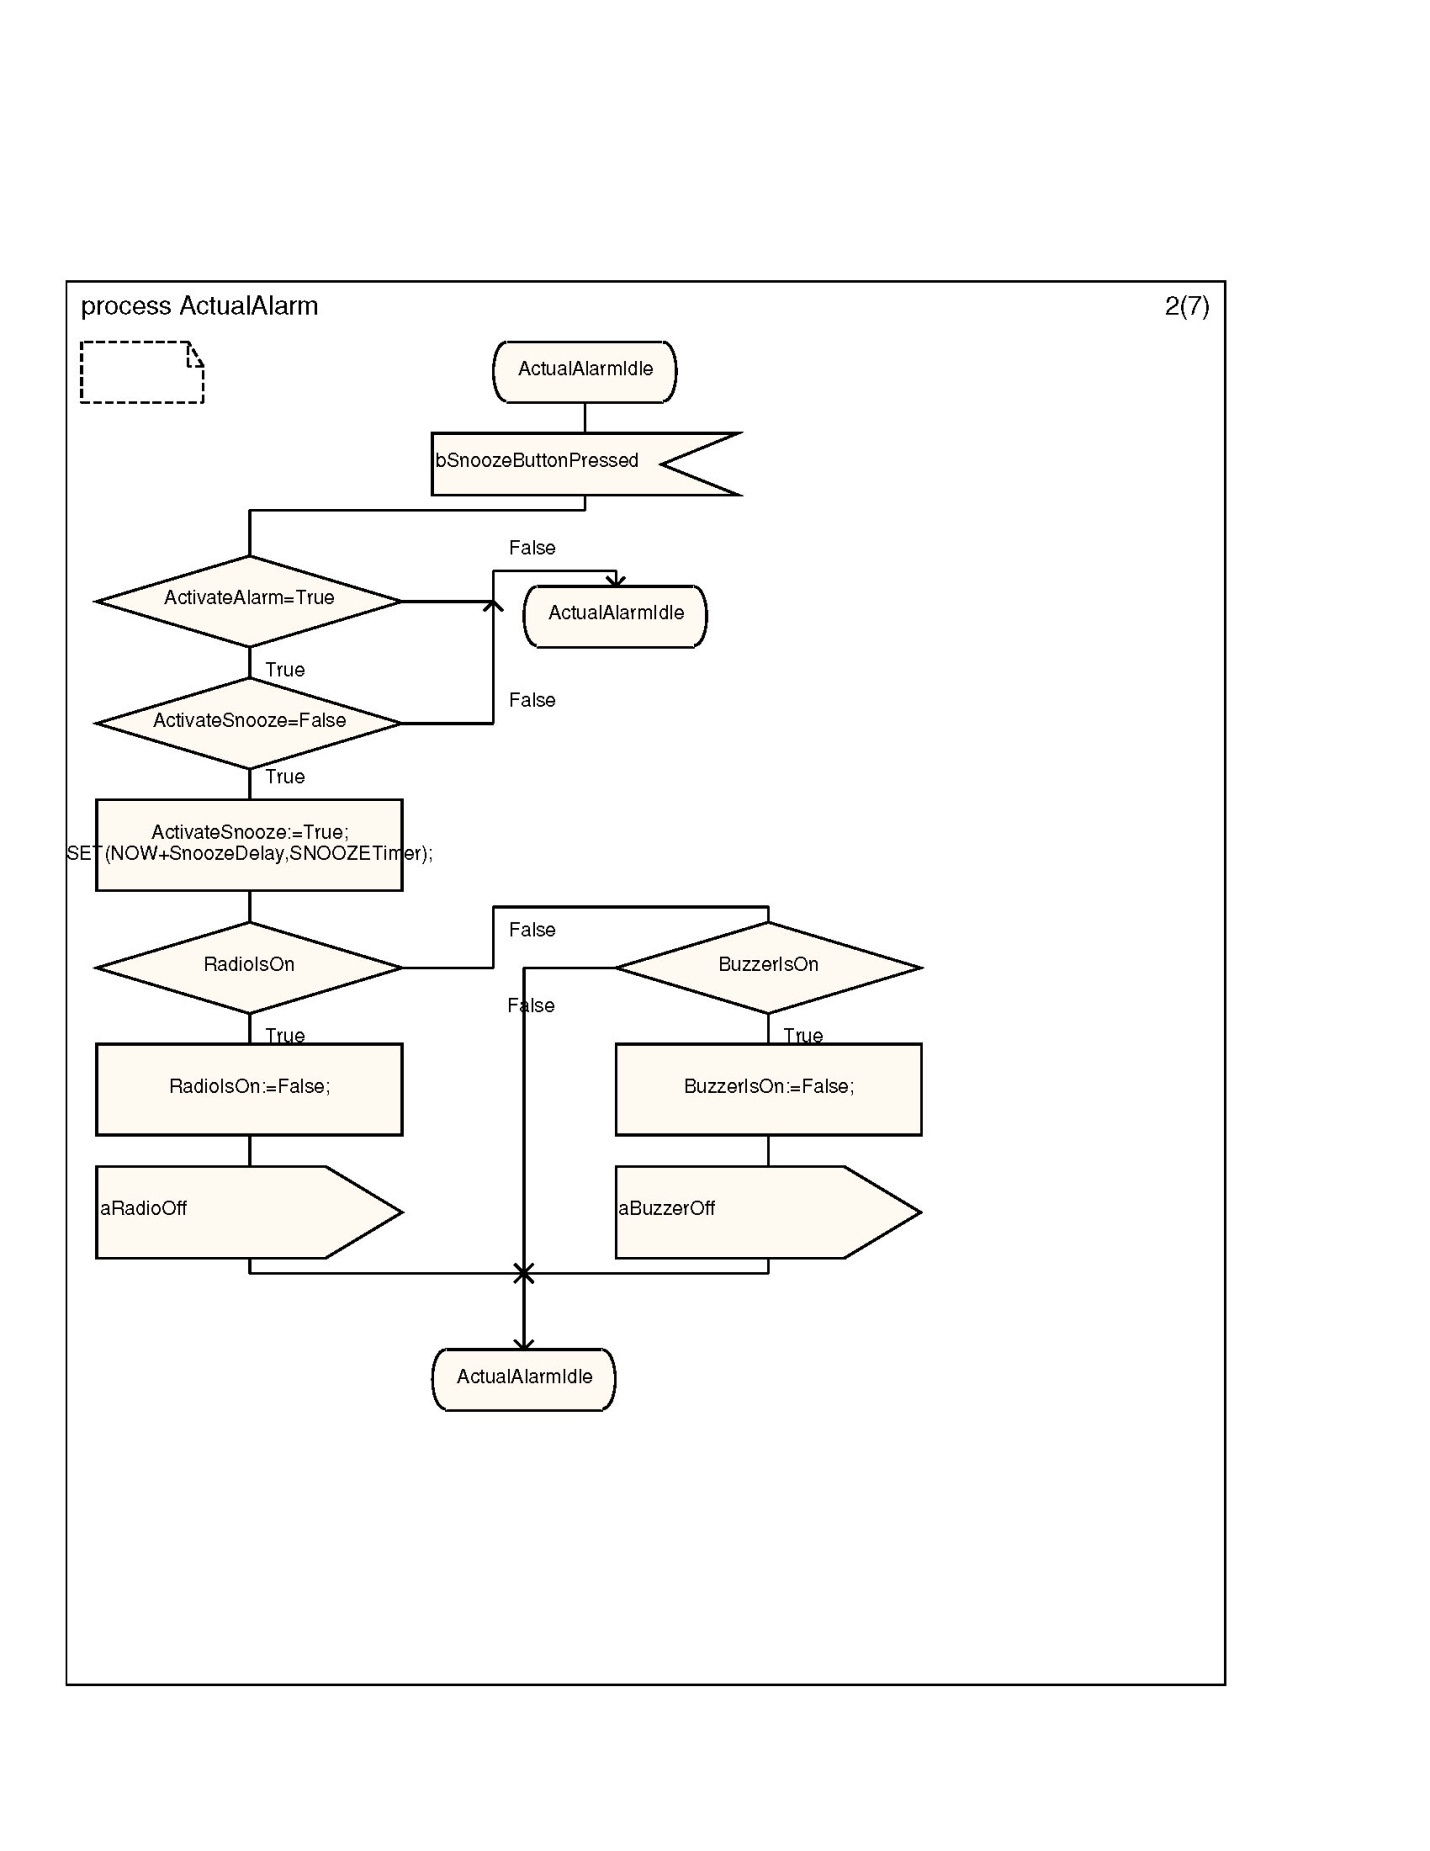 process ActualAlarm
2(7)
ActualAlarmIdle
bSnoozeButtonPressed
False
ActivateAlarm=True
ActualAlarmIdle
True
False
ActivateSnooze=False
True
ActivateSnooze:=True;
SET(NOW+SnoozeDelay,SNOOZETimer);
False
RadioIsOn
BuzzerIsOn
False
True
True
RadioIsOn:=False;
BuzzerIsOn:=False;
aRadioOff
aBuzzerOff
ActualAlarmIdle